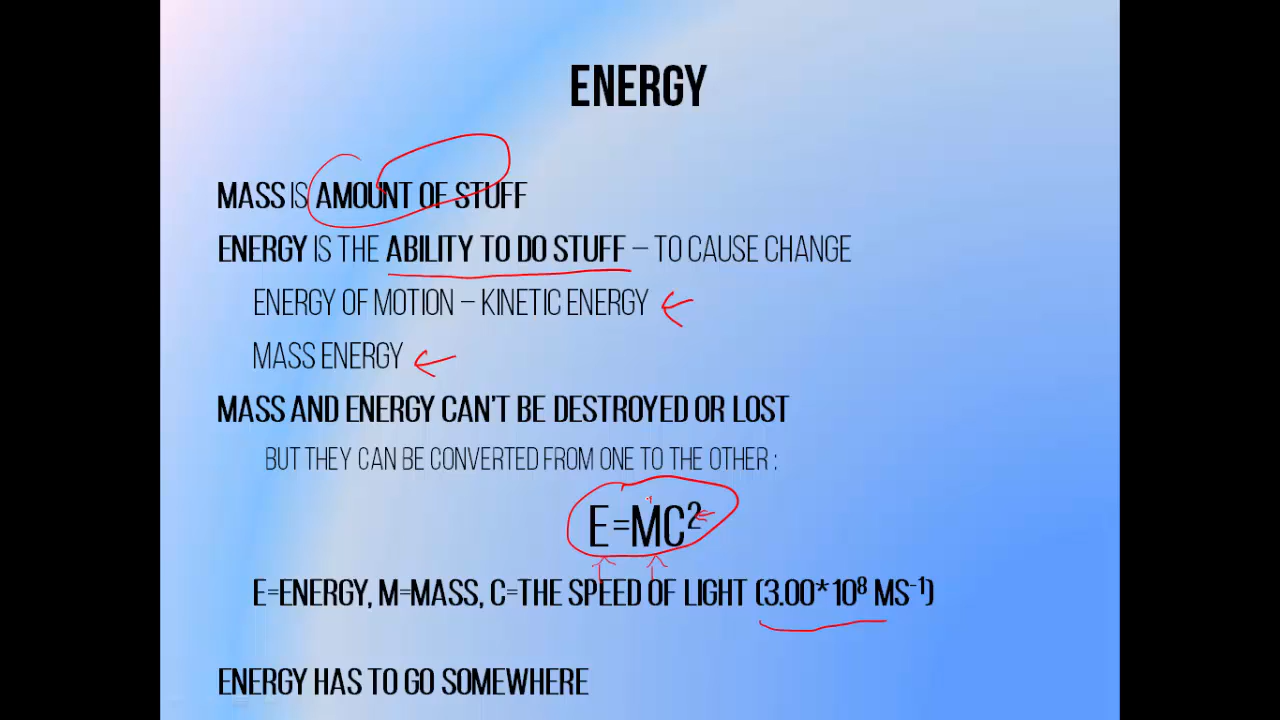 ENERGY
MASS IS AMOUNT OF STUFF
ENERGY IS THE ABILITY TO DO STUFF – TO CAUSE CHANGE
ENERGY OF MOTION – KINETIC ENERGY
MASS ENERGY
MASS AND ENERGY CAN'T BE DESTROYED OR LOST
BUT THEY CAN BE CONVERTED FROM ONE TO THE OTHER :
E=MC²
E=ENERGY, M=MASS, C=THE SPEED OF LIGHT (3.00*10⁸ MS⁻¹)
ENERGY HAS TO GO SOMEWHERE